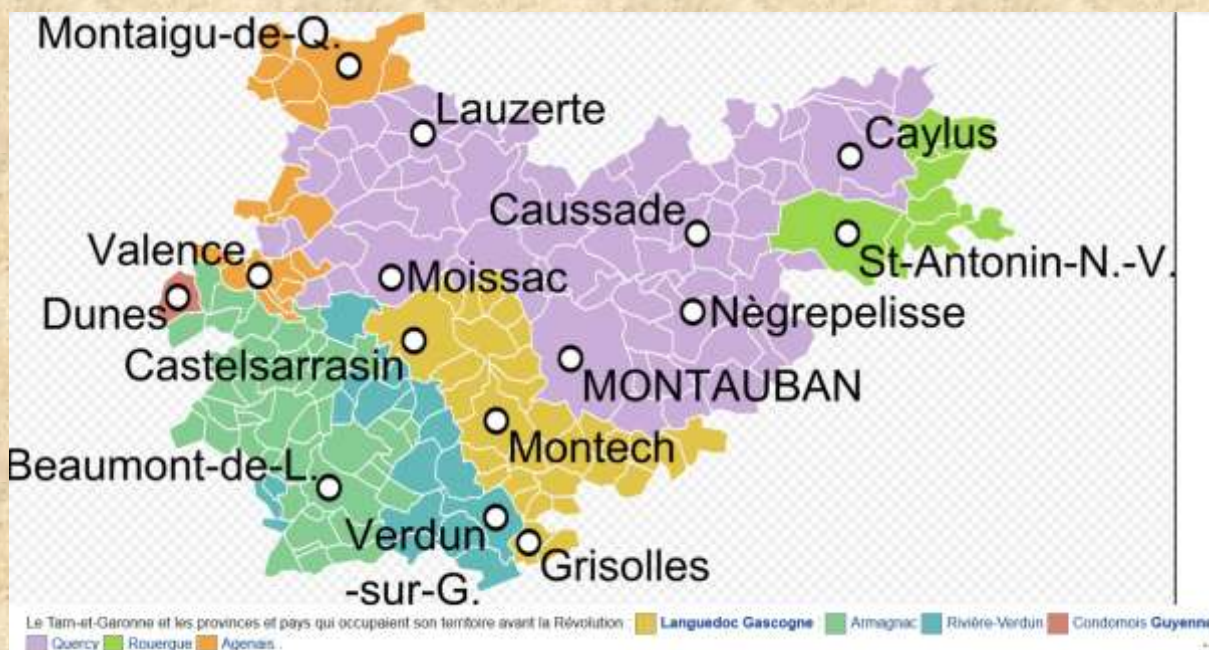 Montaigu-de-Q.
Lauzerte
Caylus
Caussade
Valence
St-Antonin-N.-V.
Moissac
Dunes
Nègrepelisse
Castelsarrasin
MONTAUBAN
Montech
Beaumont-de-L.
Verdun
-sur-G.
Grisolles
Le Tarn-et-Garonne et les provinces et pays qui occupaient son territoire avant la Révolution : Languedoc Gascogne : Armagnac Rivière-Verdun Condomois Guyenne
Quercy Rouergue Agenais .